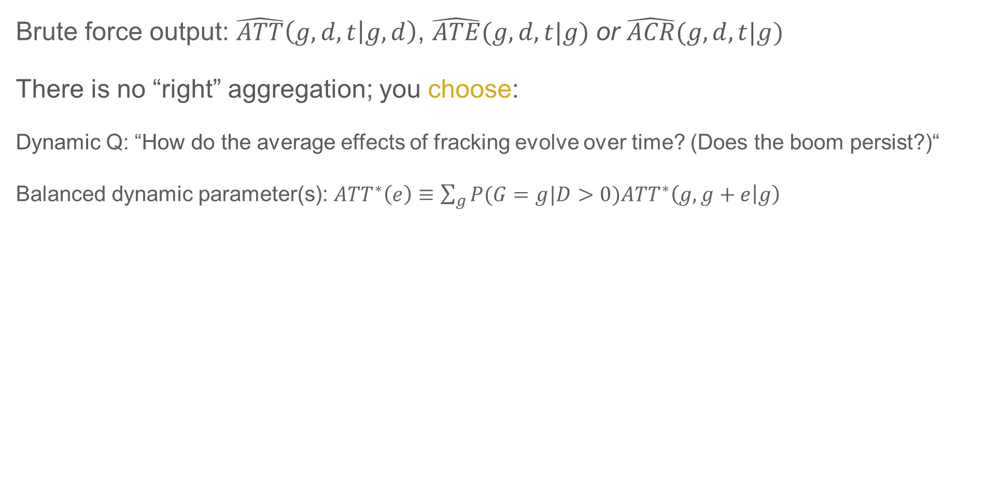 Brute force output: $\widehat{ATT}(g, d, t|g, d)$, $\widehat{ATE}(g, d, t|g)$ or $\widehat{ACR}(g, d, t|g)$
There is no “right” aggregation; you choose:
Dynamic Q: “How do the average effects of fracking evolve over time? (Does the boom persist?)“
Balanced dynamic parameter(s): $ATT^*(e) \equiv \sum_g P(G = g|D > 0)ATT^*(g, g + e|g)$